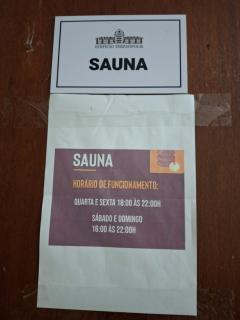 EDIFÍCIO THERMÓPOLIS
SAUNA
SAUNA
HORÁRIO DE FUNCIONAMENTO:
QUARTA E SEXTA 18:00 ÀS 22:00H
SÁBADO E DOMINGO
16:00 ÀS 22:00H